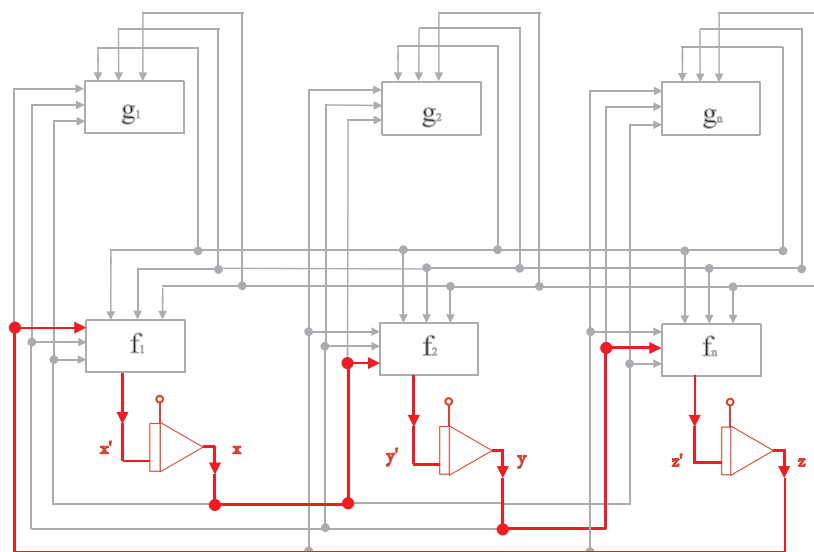 g₁ g₂ gₙ
f₁ f₂ fₙ
x' x y' y z' z